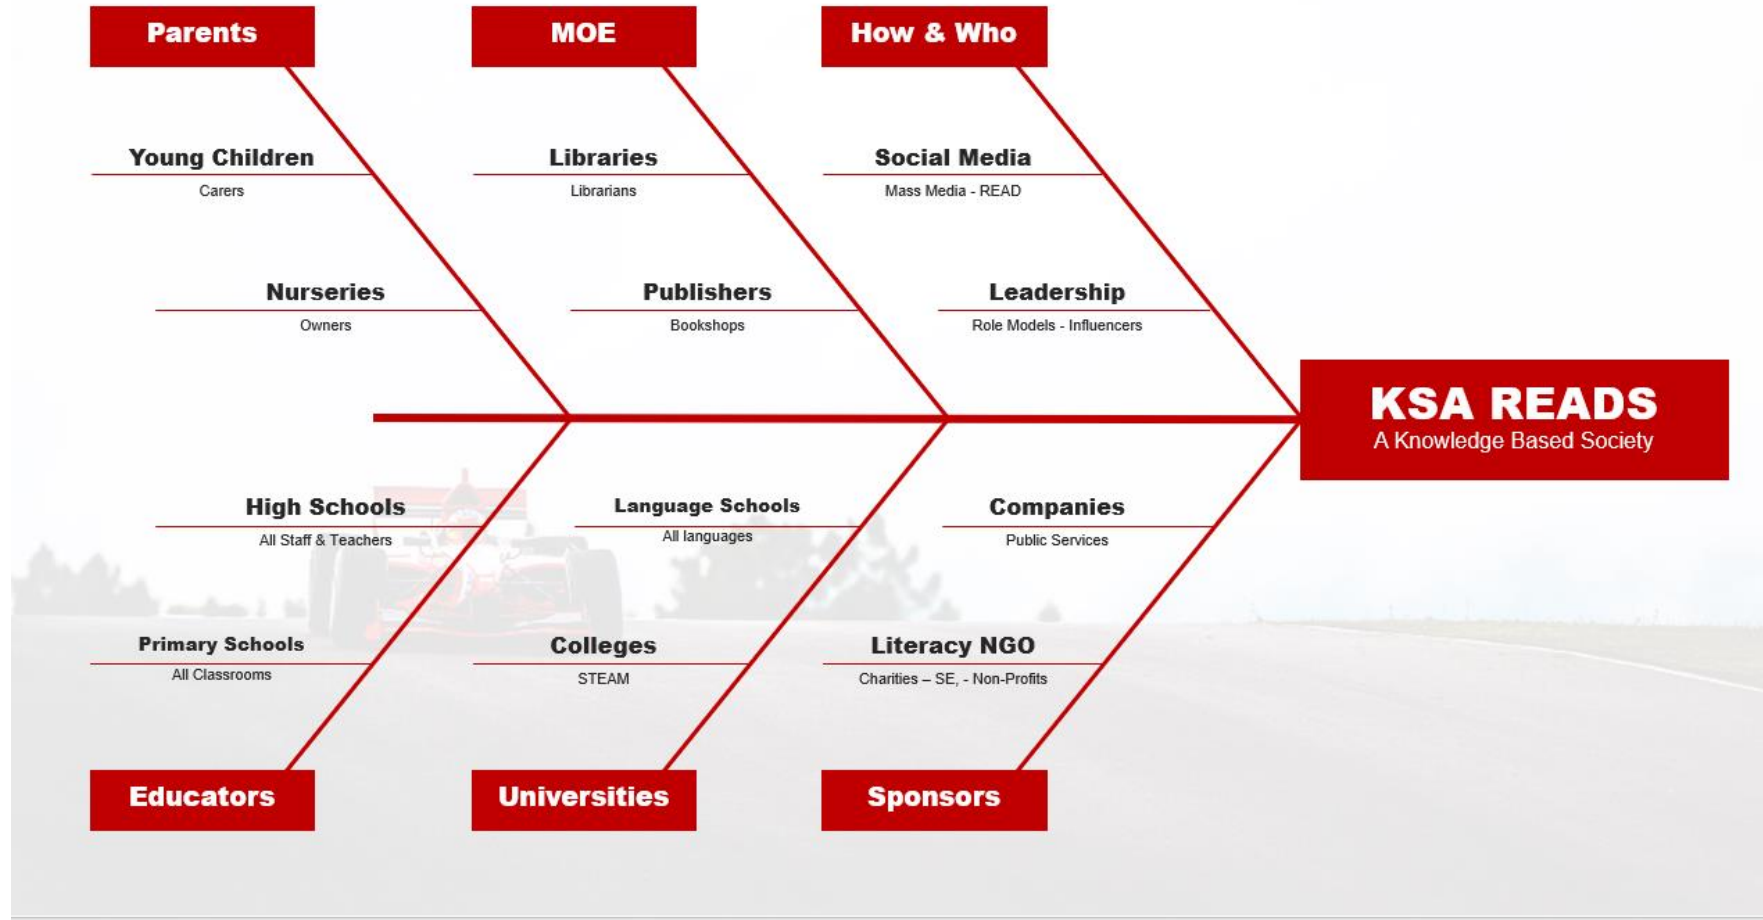 Parents
MOE
How & Who
Young Children
Carers
Libraries
Librarians
Social Media
Mass Media - READ
Nurseries
Owners
Publishers
Bookshops
Leadership
Role Models - Influencers
KSA READS
A Knowledge Based Society
High Schools
All Staff & Teachers
Language Schools
All languages
Companies
Public Services
Primary Schools
All Classrooms
Colleges
STEAM
Literacy NGO
Charities – SE, - Non-Profits
Educators
Universities
Sponsors